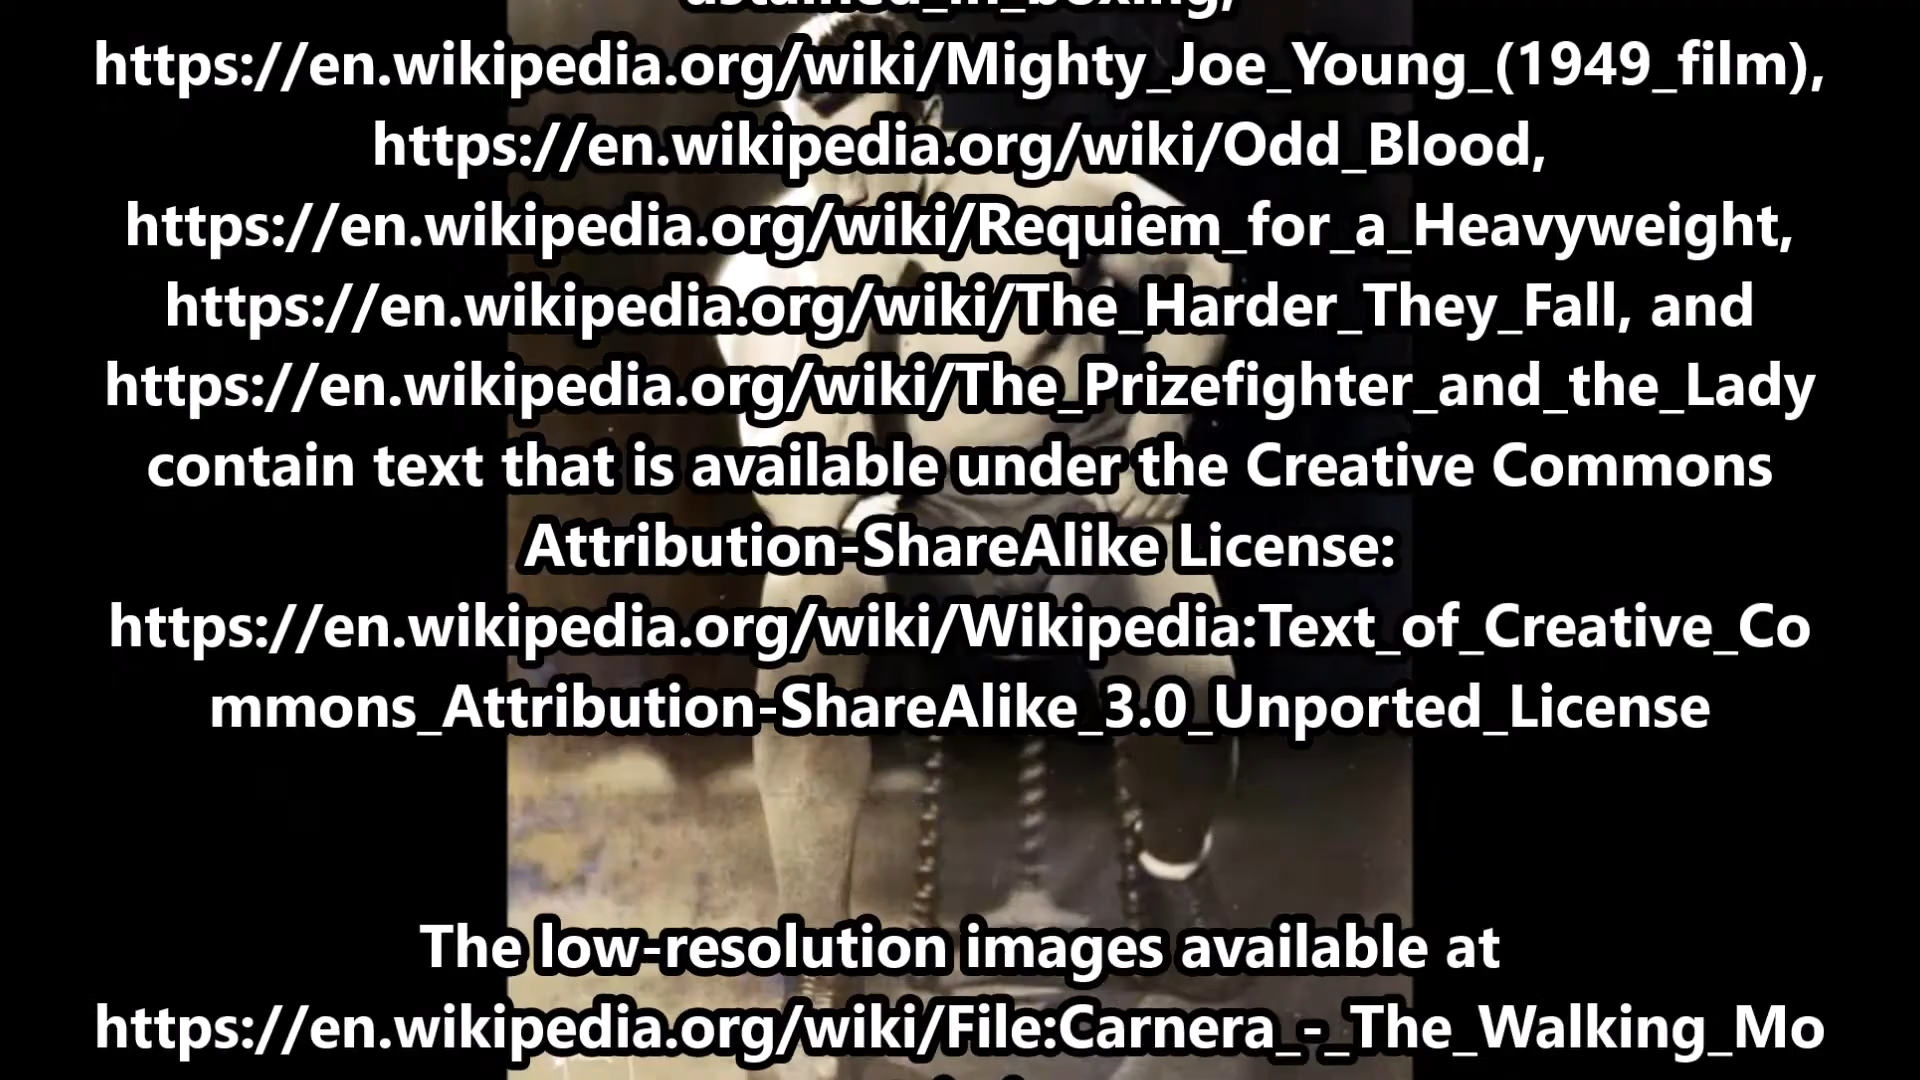 https://en.wikipedia.org/wiki/Mighty_Joe_Young_(1949_film),
https://en.wikipedia.org/wiki/Odd_Blood,
https://en.wikipedia.org/wiki/Requiem_for_a_Heavyweight,
https://en.wikipedia.org/wiki/The_Harder_They_Fall, and
https://en.wikipedia.org/wiki/The_Prizefighter_and_the_Lady
contain text that is available under the Creative Commons
Attribution-ShareAlike License:
https://en.wikipedia.org/wiki/Wikipedia:Text_of_Creative_Co
mmons_Attribution-ShareAlike_3.0_Unported_License
The low-resolution images available at
https://en.wikipedia.org/wiki/File:Carnera_-_The_Walking_Mo